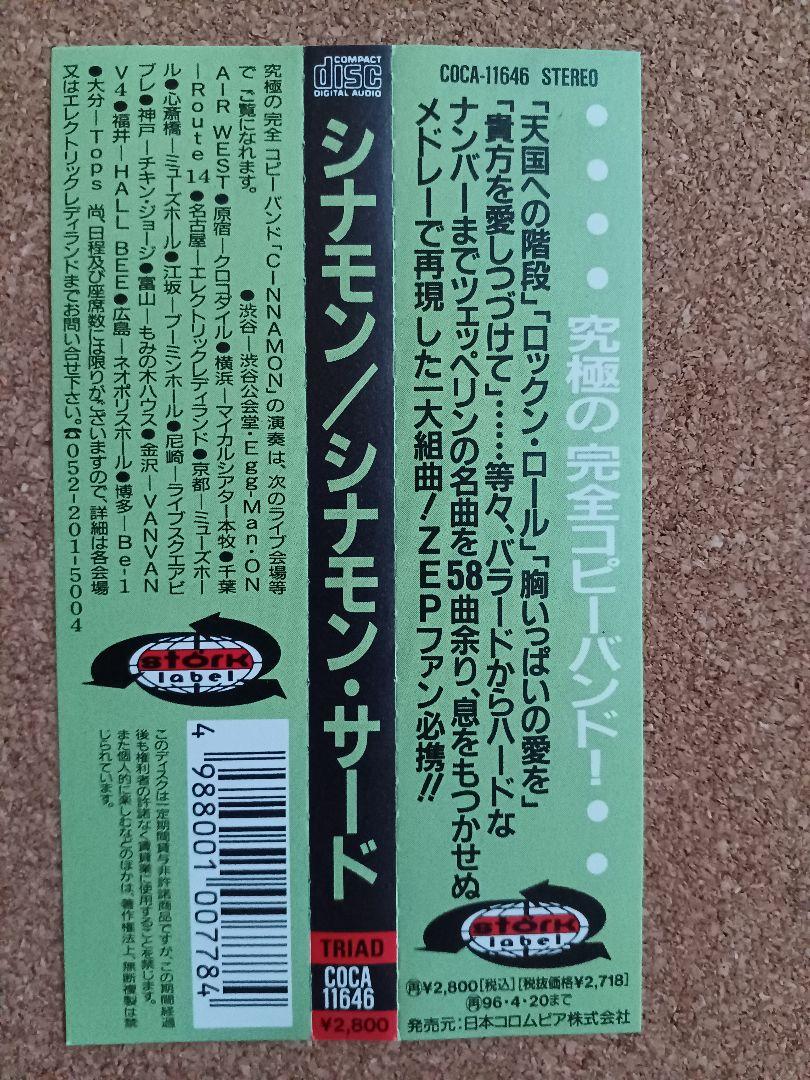 COCA-11646 STEREO
究極の完全コピーバンド!
「天国への階段」「ロックン・ロール」「胸いっぱいの愛を」
「貴方を愛しつづけて」……等々、バラードからハードな
ナンバーまでツェッペリンの名曲を58曲余り、息をもつかせぬ
メドレーで再現した一大組曲!ZEPファン必携!!
störk
label
再¥2,800[税込][税抜価格¥2,718]
再96・4・20まで
発売元:日本コロムビア株式会社
COMPACT
disc
DIGITAL AUDIO
シナモン/シナモン・サード
TRIAD
COCA
11646
¥2,800
究極の完全コピーバンド「CINNAMON」の演奏は、次のライブ会場等
で ご覧になれます。 ●渋谷―渋谷公会堂・Egg-Man・ON
AIR WEST●原宿―クロコダイル●横浜―マイカルシアター本牧●千葉
―Route 14●名古屋―エレクトリックレディランド●京都―ミューズホー
ル●心斎橋―ミューズホール●江坂―ブーミンホール●尼崎―ライブスクエアビ
ブレ●神戸―チキン・ジョージ●富山―もみの木ハウス●金沢―VANVAN
V4●福井―HALL BEE●広島―ネオポリスホール●博多―Be-1
●大分―Tops 尚、日程及び座席数には限りがございますので、詳細は各会場
又はエレクトリックレディランドまでお問い合せ下さい。☎052-201-5004
störk
label
4 988001 007784
このディスクは一定期間貸与非許諾商品ですが、この期間経過
後も権利者の許諾なく賃貸業に使用することを禁じます。
また個人的に楽しむなどのほかは、著作権法上、無断複製は禁
じられています。